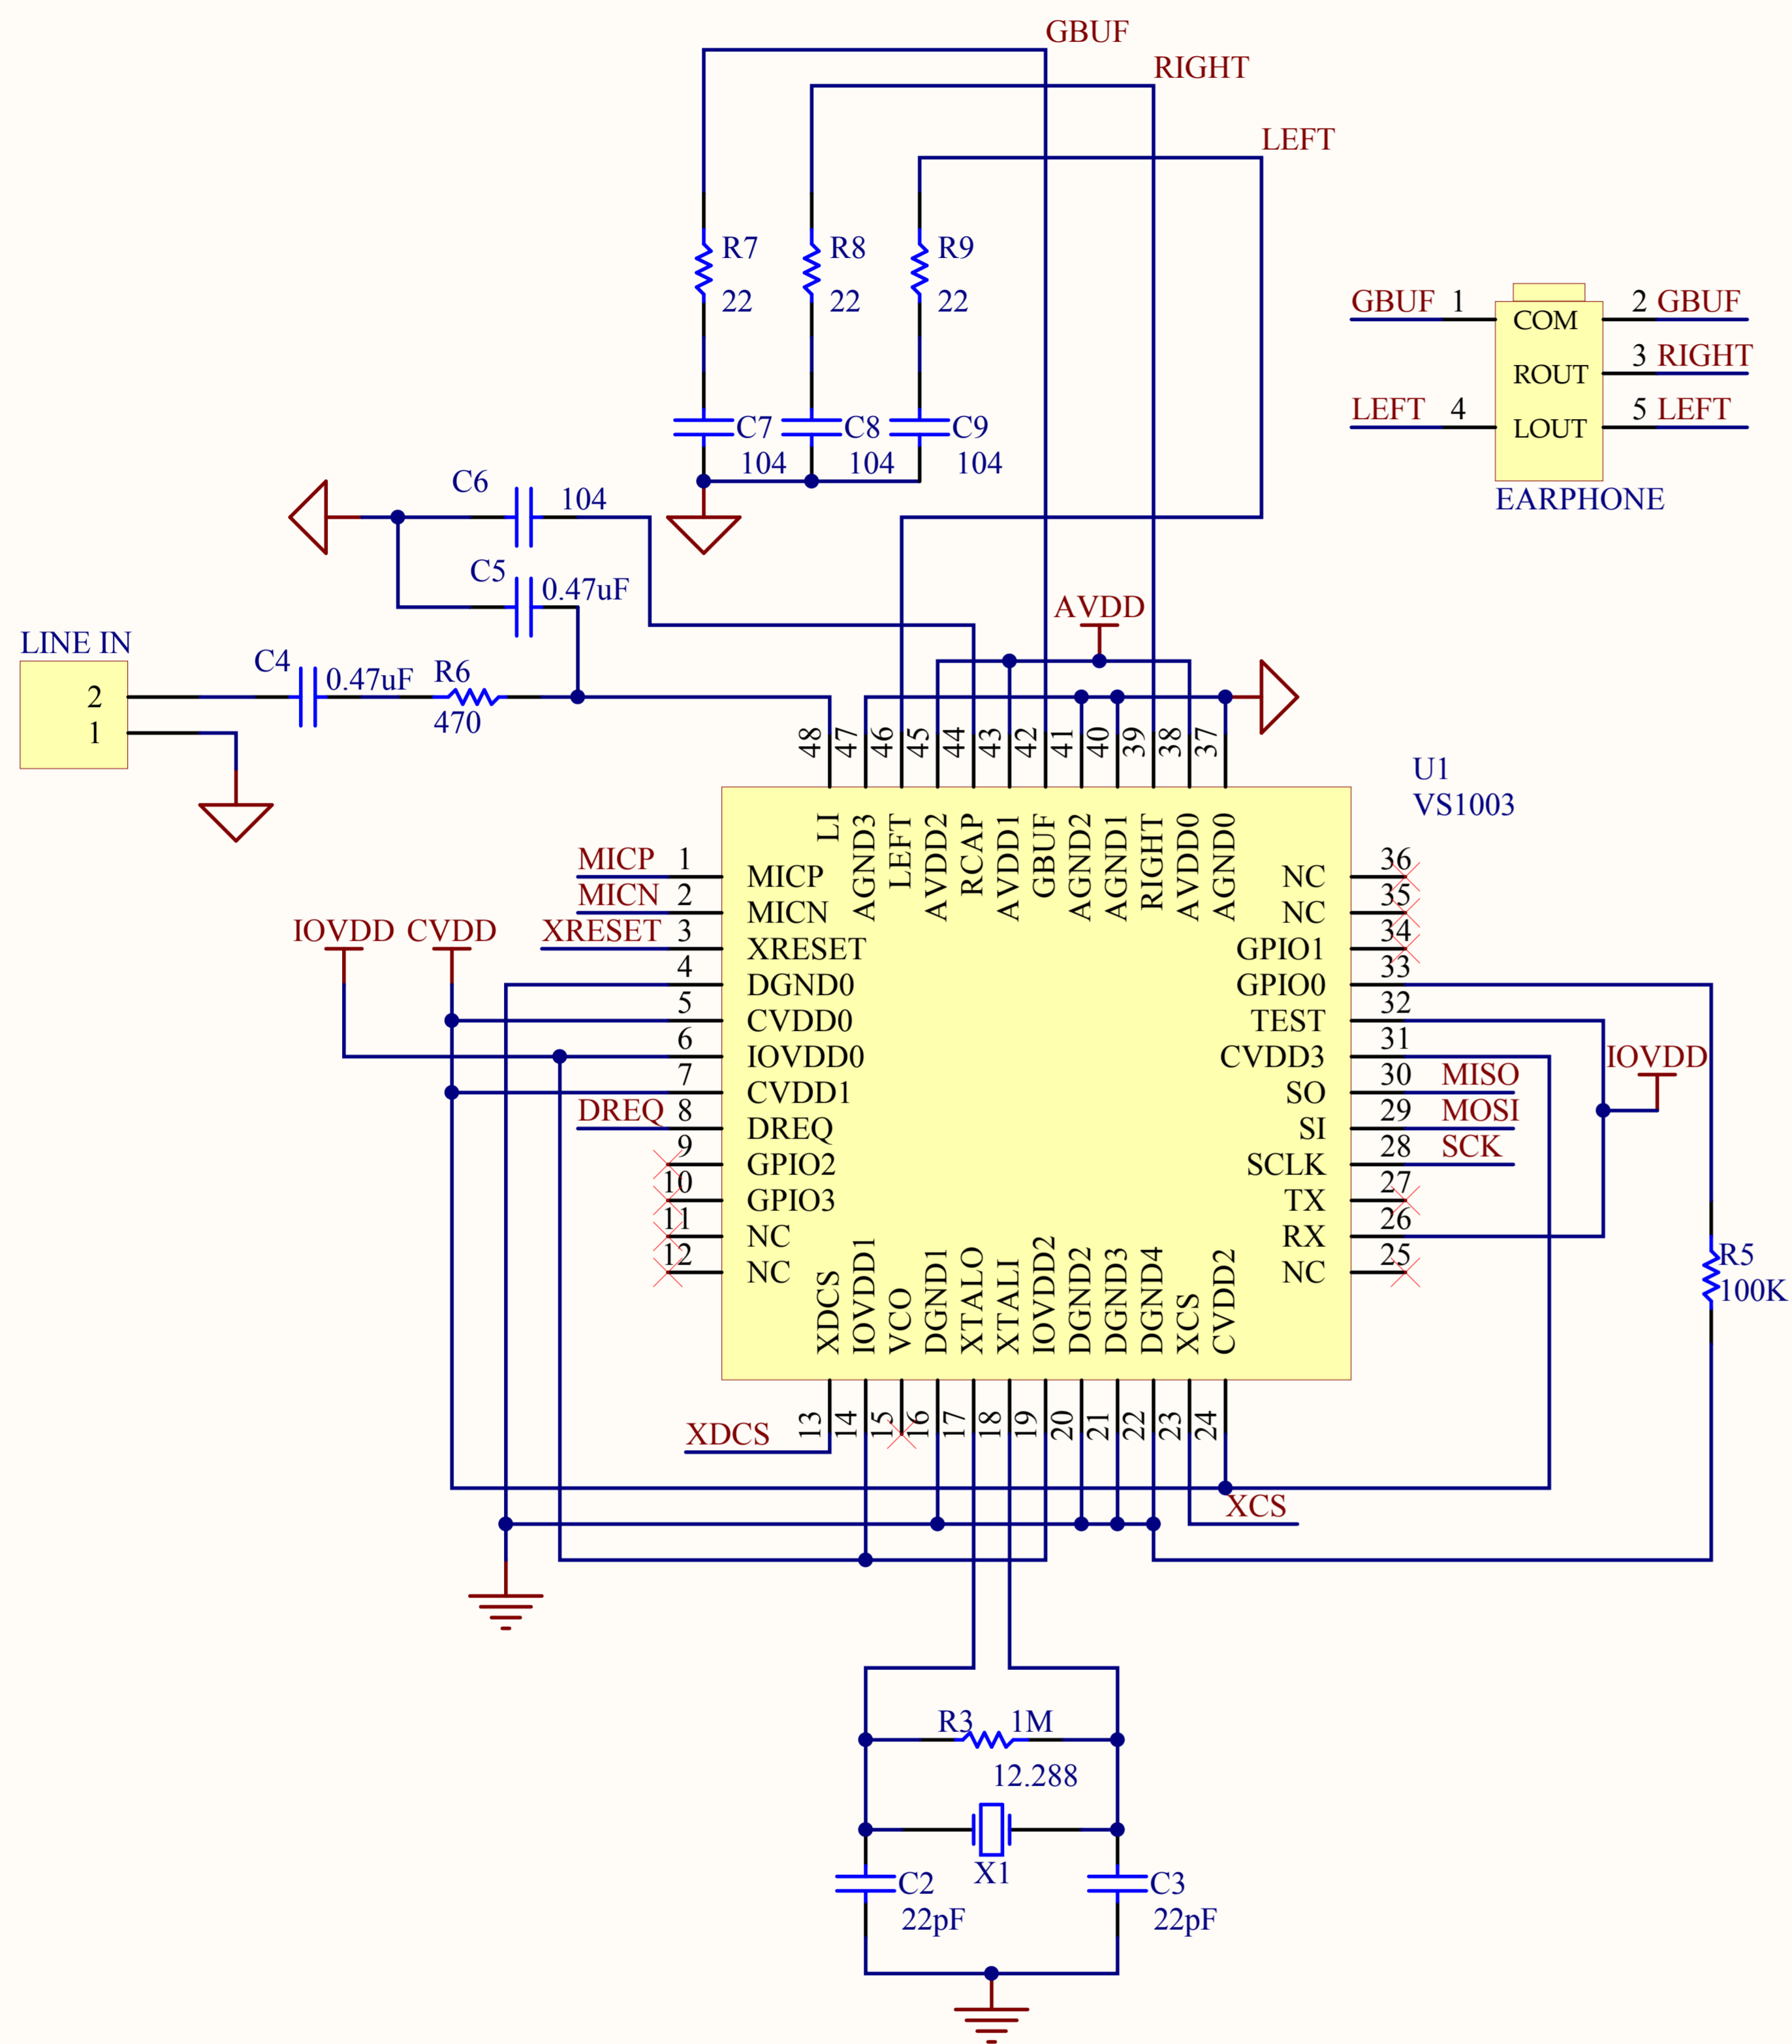 GBUF
RIGHT
LEFT
R7
22
R8
22
R9
22
C7
104
C8
104
C9
104
GBUF 1
COM
2 GBUF
ROUT
3 RIGHT
LEFT 4
LOUT
5 LEFT
EARPHONE
C6
104
C5
0.47uF
LINE IN
2
1
C4
0.47uF
R6
470
AVDD
48
47
46
45
44
43
42
41
40
39
38
37
U1
VS1003
LI
AGND3
LEFT
AVDD2
RCAP
AVDD1
GBUF
AGND2
AGND1
RIGHT
AVDD0
AGND0
IOVDD
CVDD
MICP 1 MICP
MICN 2 MICN
XRESET 3 XRESET
4 DGND0
5 CVDD0
6 IOVDD0
7 CVDD1
DREQ 8 DREQ
9 GPIO2
10 GPIO3
11 NC
12 NC
NC 36
NC 35
GPIO1 34
GPIO0 33
TEST 32
CVDD3 31
SO 30 MISO
SI 29 MOSI
SCLK 28 SCK
TX 27
RX 26
NC 25
IOVDD
R5
100K
XDCS
IOVDD1
VCO
DGND1
XTALO
XTALI
IOVDD2
DGND2
DGND3
DGND4
XCS
CVDD2
XDCS
13
14
15
16
17
18
19
20
21
22
23
24
XCS
R3
1M
12.288
X1
C2
22pF
C3
22pF